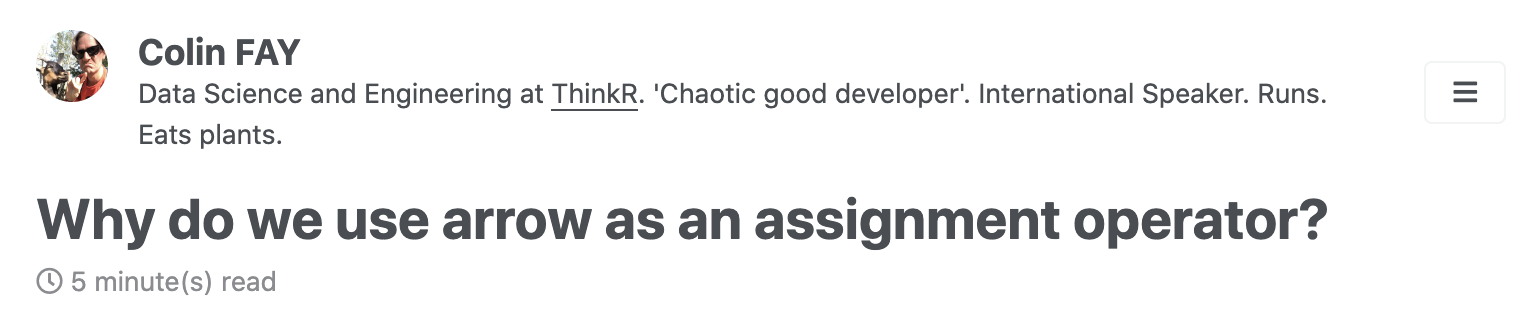 Colin FAY
Data Science and Engineering at ThinkR. 'Chaotic good developer'. International Speaker. Runs.
Eats plants.
Why do we use arrow as an assignment operator?
5 minute(s) read